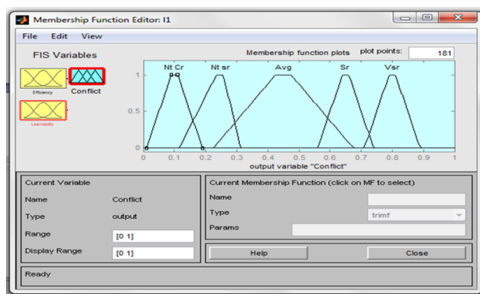 Membership Function Editor: I1
File Edit View
FIS Variables
Membership function plots plot points: 181
Efficiency
Conflict
Learnability
Nt Cr Nt sr Avg Sr Vsr
1
0.5
0
0 0.1 0.2 0.3 0.4 0.5 0.6 0.7 0.8 0.9 1
output variable "Conflict"
Current Variable
Name Conflict
Type output
Range [0 1]
Display Range [0 1]
Current Membership Function (click on MF to select)
Name
Type trimf
Params
Help Close
Ready